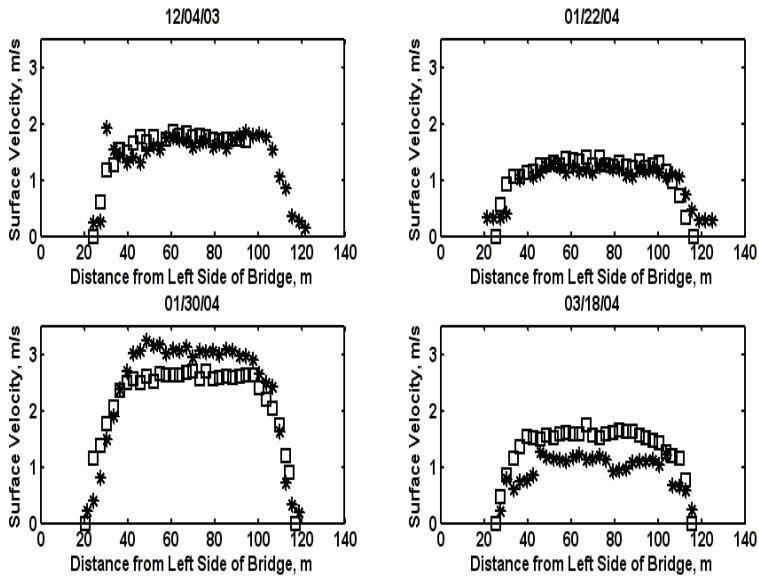 12/04/03
Surface Velocity, m/s
3
2
1
0
0 20 40 60 80 100 120 140
Distance from Left Side of Bridge, m
01/22/04
Surface Velocity, m/s
3
2
1
0
0 20 40 60 80 100 120 140
Distance from Left Side of Bridge, m
01/30/04
Surface Velocity, m/s
3
2
1
0
0 20 40 60 80 100 120 140
Distance from Left Side of Bridge, m
03/18/04
Surface Velocity, m/s
3
2
1
0
0 20 40 60 80 100 120 140
Distance from Left Side of Bridge, m